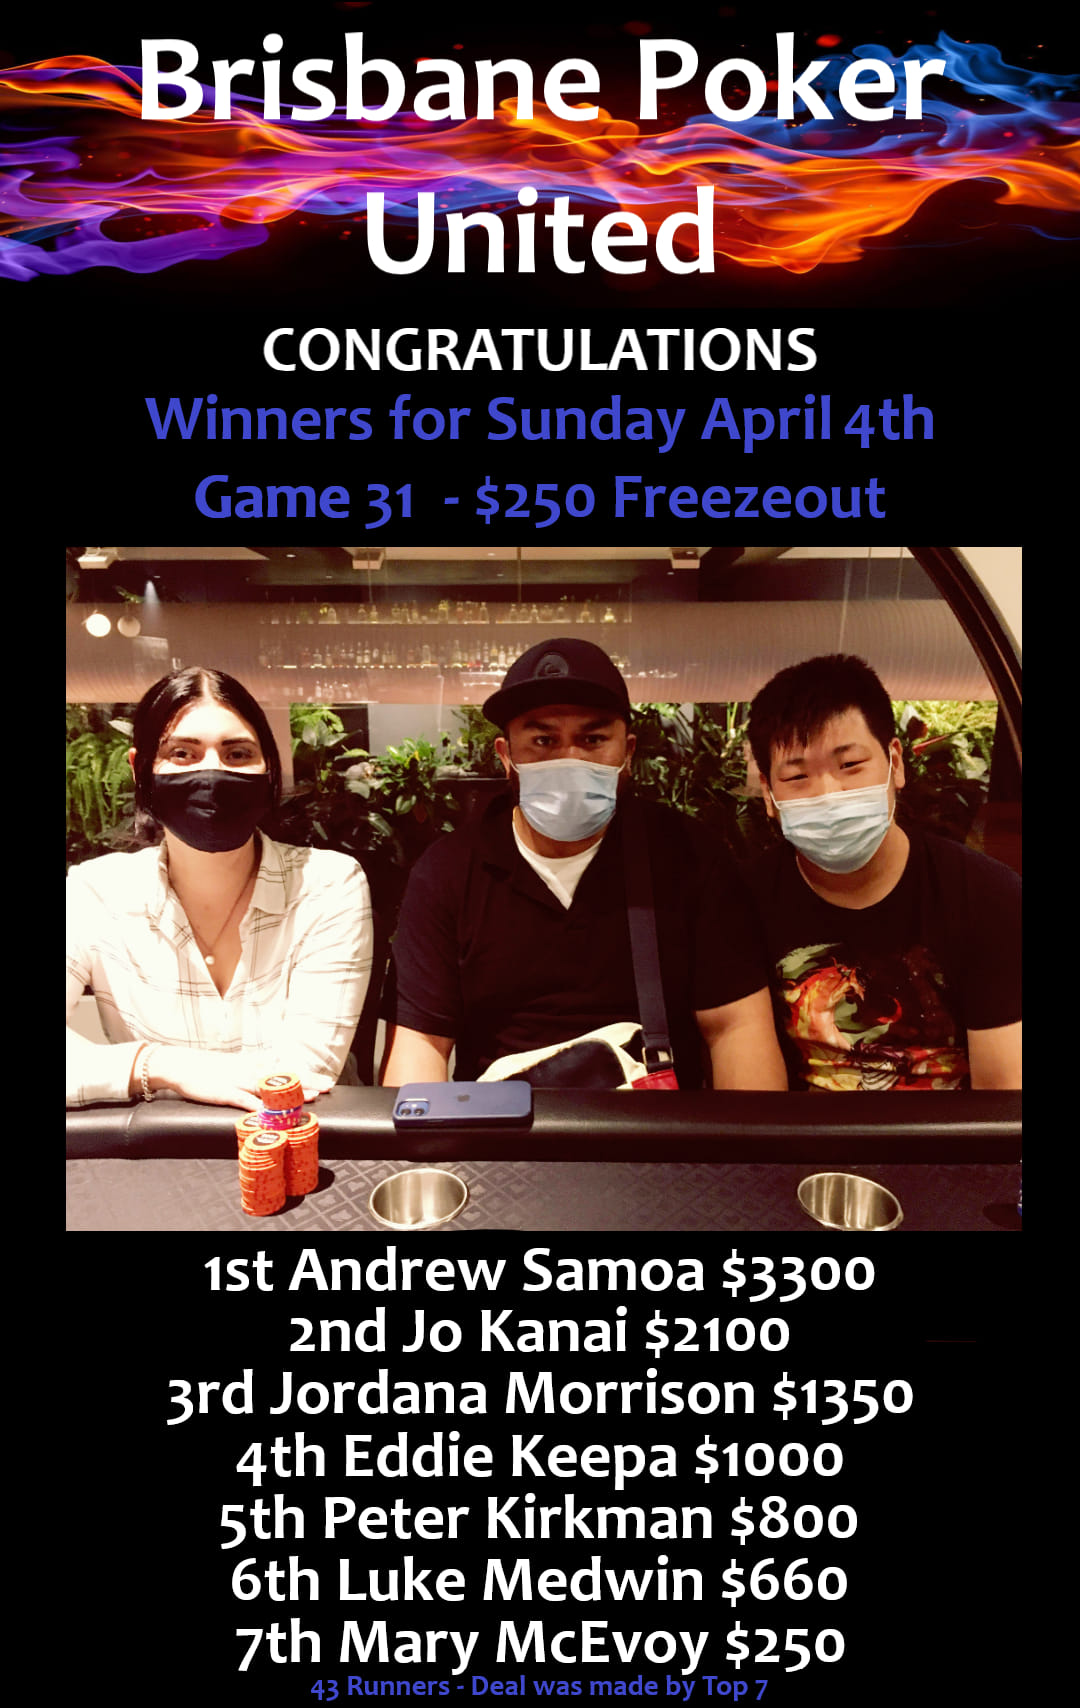 Brisbane Poker
United
CONGRATULATIONS
Winners for Sunday April 4th
Game 31 - $250 Freezeout
1st Andrew Samoa $3300
2nd Jo Kanai $2100
3rd Jordana Morrison $1350
4th Eddie Keepa $1000
5th Peter Kirkman $800
6th Luke Medwin $660
7th Mary McEvoy $250
43 Runners - Deal was made by Top 7